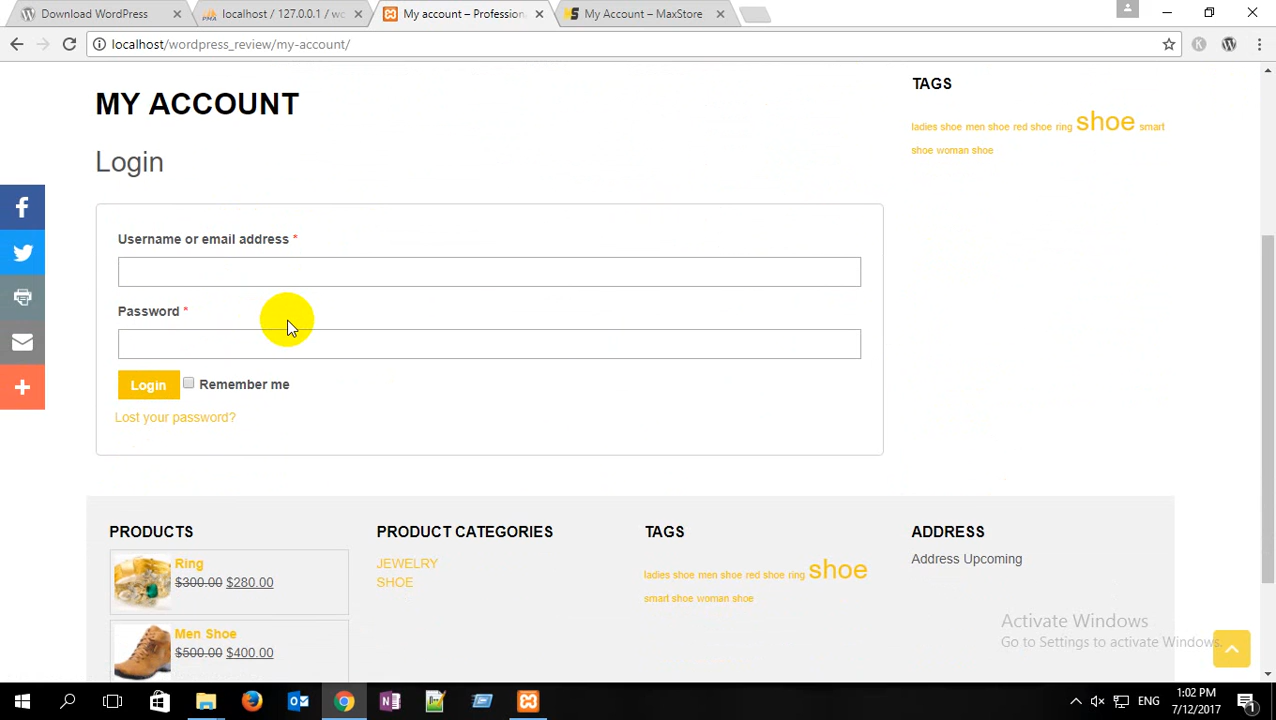 Download WordPress
localhost / 127.0.0.1 / wc
My account – Profession
My Account – MaxStore
localhost/wordpress_review/my-account/
MY ACCOUNT
TAGS
ladies shoe men shoe red shoe ring shoe smart
shoe woman shoe
Login
Username or email address *
Password *
Login Remember me
Lost your password?
PRODUCTS
Ring
$300.00 $280.00
Men Shoe
$500.00 $400.00
PRODUCT CATEGORIES
JEWELRY
SHOE
TAGS
ladies shoe men shoe red shoe ring shoe
smart shoe woman shoe
ADDRESS
Address Upcoming
Activate Windows
Go to Settings to activate Windows.
ENG
1:02 PM
7/12/2017
1